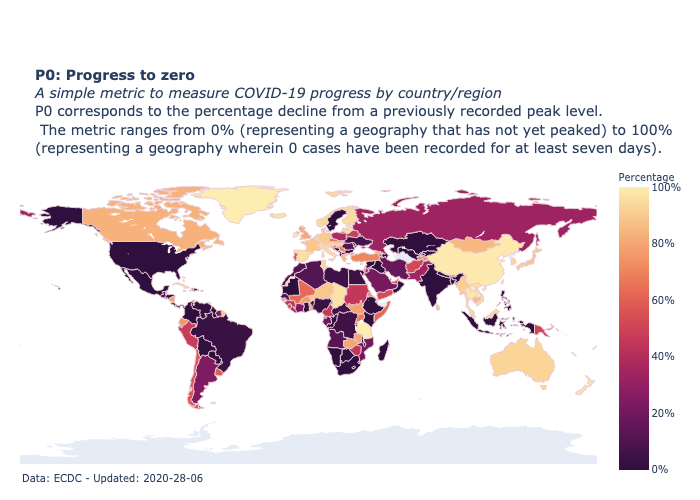 P0: Progress to zero
A simple metric to measure COVID-19 progress by country/region
P0 corresponds to the percentage decline from a previously recorded peak level.
The metric ranges from 0% (representing a geography that has not yet peaked) to 100%
(representing a geography wherein 0 cases have been recorded for at least seven days).
Percentage
100%
80%
60%
40%
20%
0%
Data: ECDC - Updated: 2020-28-06